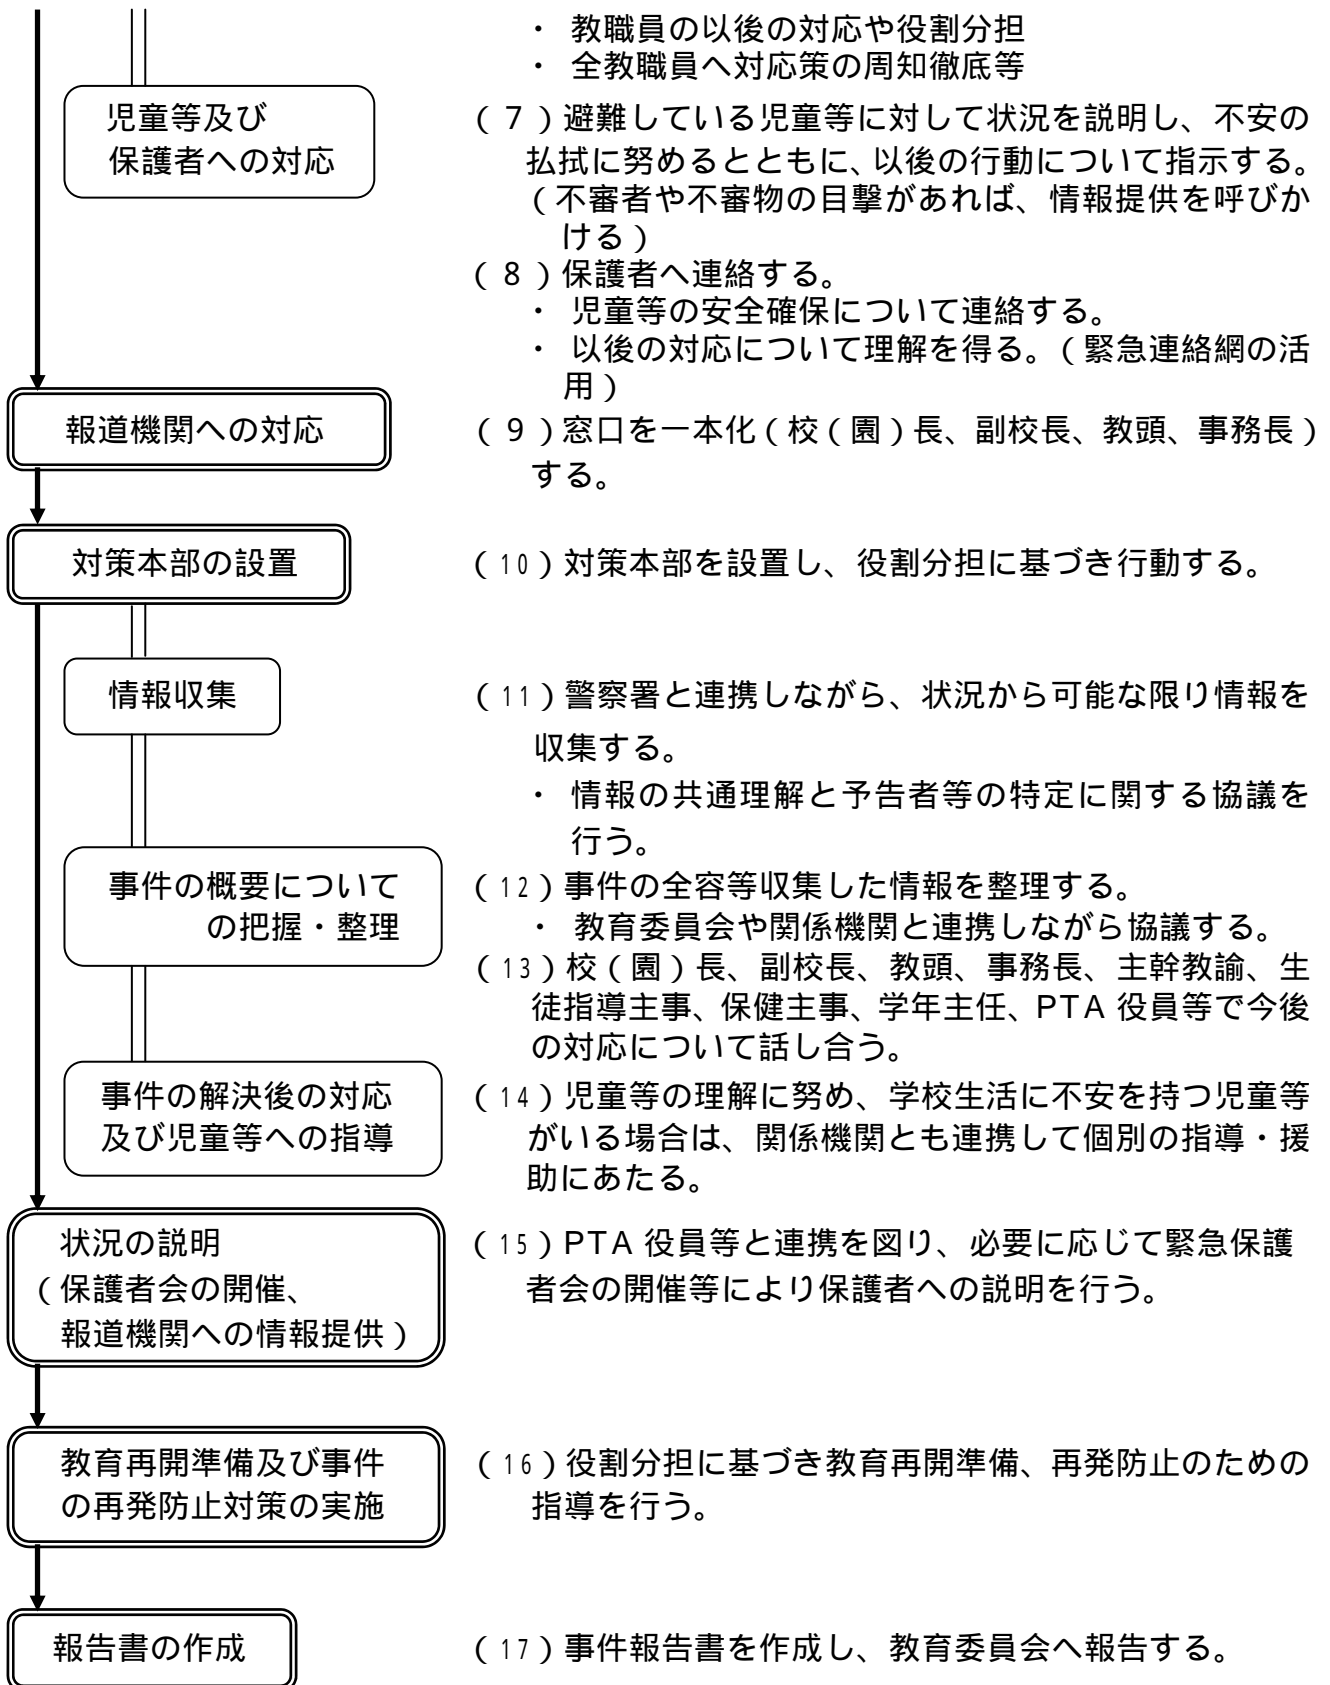 ・ 教職員の以後の対応や役割分担
・ 全教職員へ対応策の周知徹底等
児童等及び
保護者への対応
（７）避難している児童等に対して状況を説明し、不安の
払拭に努めるとともに、以後の行動について指示する。
（不審者や不審物の目撃があれば、情報提供を呼びか
ける）
（８）保護者へ連絡する。
・ 児童等の安全確保について連絡する。
・ 以後の対応について理解を得る。（緊急連絡網の活
用）
報道機関への対応
（９）窓口を一本化（校（園）長、副校長、教頭、事務長）
する。
対策本部の設置
（10）対策本部を設置し、役割分担に基づき行動する。
情報収集
（11）警察署と連携しながら、状況から可能な限り情報を
収集する。
・ 情報の共通理解と予告者等の特定に関する協議を
行う。
事件の概要について
の把握・整理
（12）事件の全容等収集した情報を整理する。
・ 教育委員会や関係機関と連携しながら協議する。
（13）校（園）長、副校長、教頭、事務長、主幹教諭、生
徒指導主事、保健主事、学年主任、PTA 役員等で今後
の対応について話し合う。
事件の解決後の対応
及び児童等への指導
（14）児童等の理解に努め、学校生活に不安を持つ児童等
がいる場合は、関係機関とも連携して個別の指導・援
助にあたる。
状況の説明
（保護者会の開催、
報道機関への情報提供）
（15）PTA 役員等と連携を図り、必要に応じて緊急保護
者会の開催等により保護者への説明を行う。
教育再開準備及び事件
の再発防止対策の実施
（16）役割分担に基づき教育再開準備、再発防止のための
指導を行う。
報告書の作成
（17）事件報告書を作成し、教育委員会へ報告する。